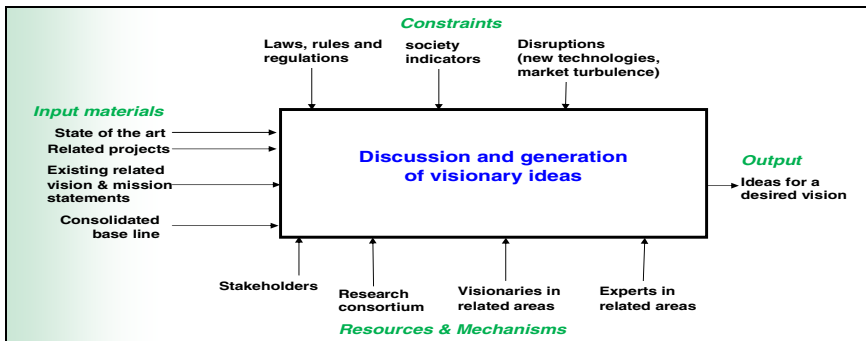 Constraints
Laws, rules and
regulations
society
indicators
Disruptions
(new technologies,
market turbulence)
Input materials
State of the art
Related projects
Existing related
vision & mission
statements
Consolidated
base line
Discussion and generation
of visionary ideas
Output
Ideas for a
desired vision
Stakeholders
Research
consortium
Visionaries in
related areas
Experts in
related areas
Resources & Mechanisms